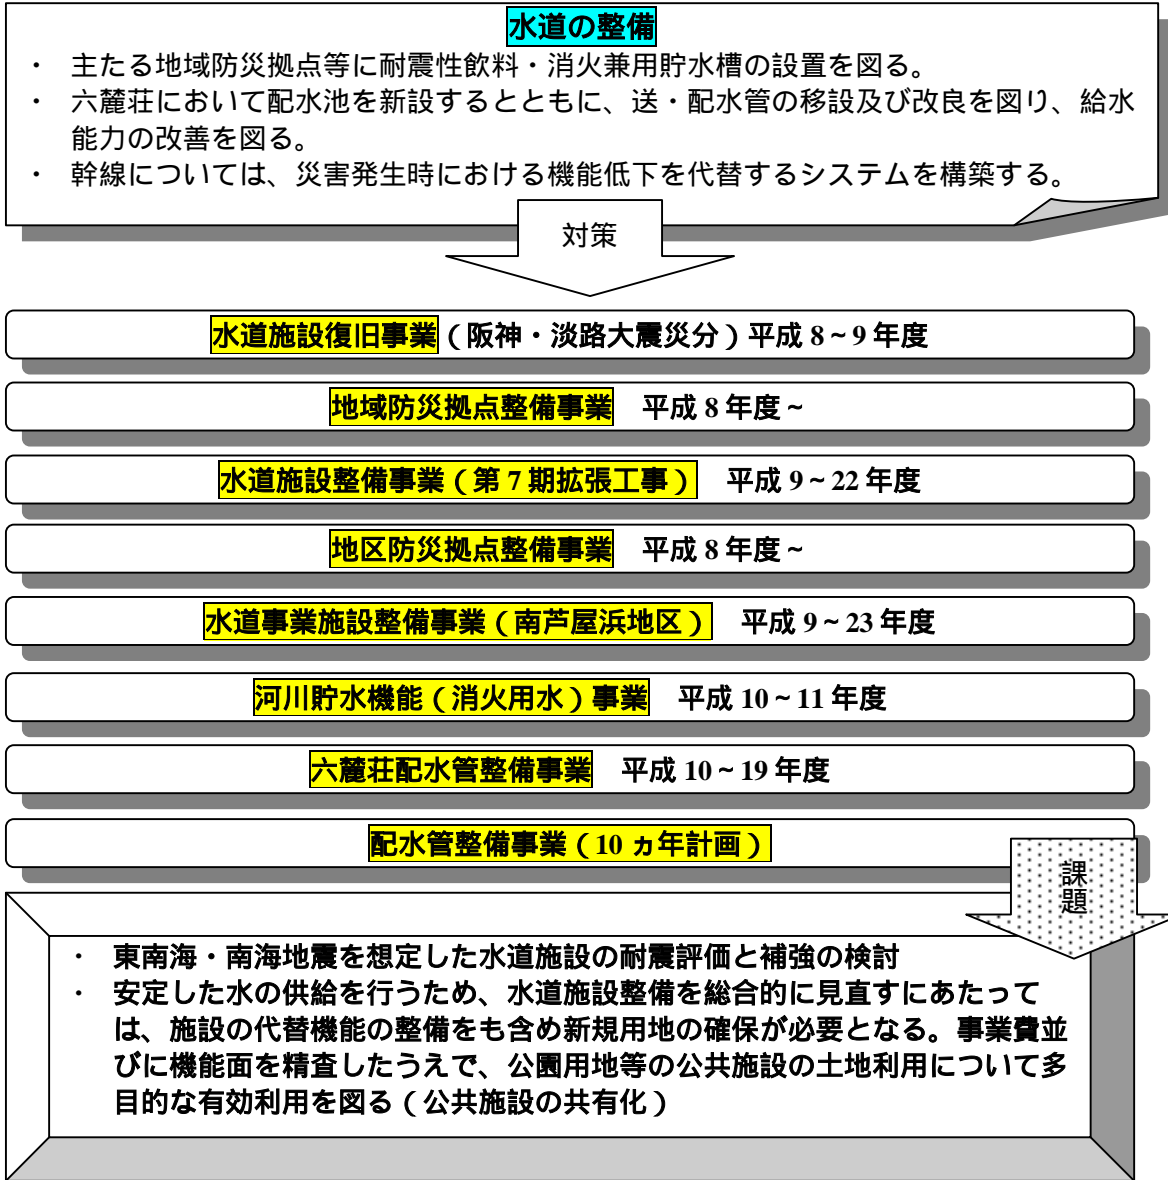 水道の整備
・ 主たる地域防災拠点等に耐震性飲料・消火兼用貯水槽の設置を図る。
・ 六麓荘において配水池を新設するとともに、送・配水管の移設及び改良を図り、給水
能力の改善を図る。
・ 幹線については、災害発生時における機能低下を代替するシステムを構築する。
対策
水道施設復旧事業（阪神・淡路大震災分）平成 8～9 年度
地域防災拠点整備事業　平成 8 年度～
水道施設整備事業（第 7 期拡張工事）　平成 9～22 年度
地区防災拠点整備事業　平成 8 年度～
水道事業施設整備事業（南芦屋浜地区）　平成 9～23 年度
河川貯水機能（消火用水）事業　平成 10～11 年度
六麓荘配水管整備事業　平成 10～19 年度
配水管整備事業（10 ヵ年計画）
課題
・ 東南海・南海地震を想定した水道施設の耐震評価と補強の検討
・ 安定した水の供給を行うため、水道施設整備を総合的に見直すにあたって
は、施設の代替機能の整備をも含め新規用地の確保が必要となる。事業費並
びに機能面を精査したうえで、公園用地等の公共施設の土地利用について多
目的な有効利用を図る（公共施設の共有化）